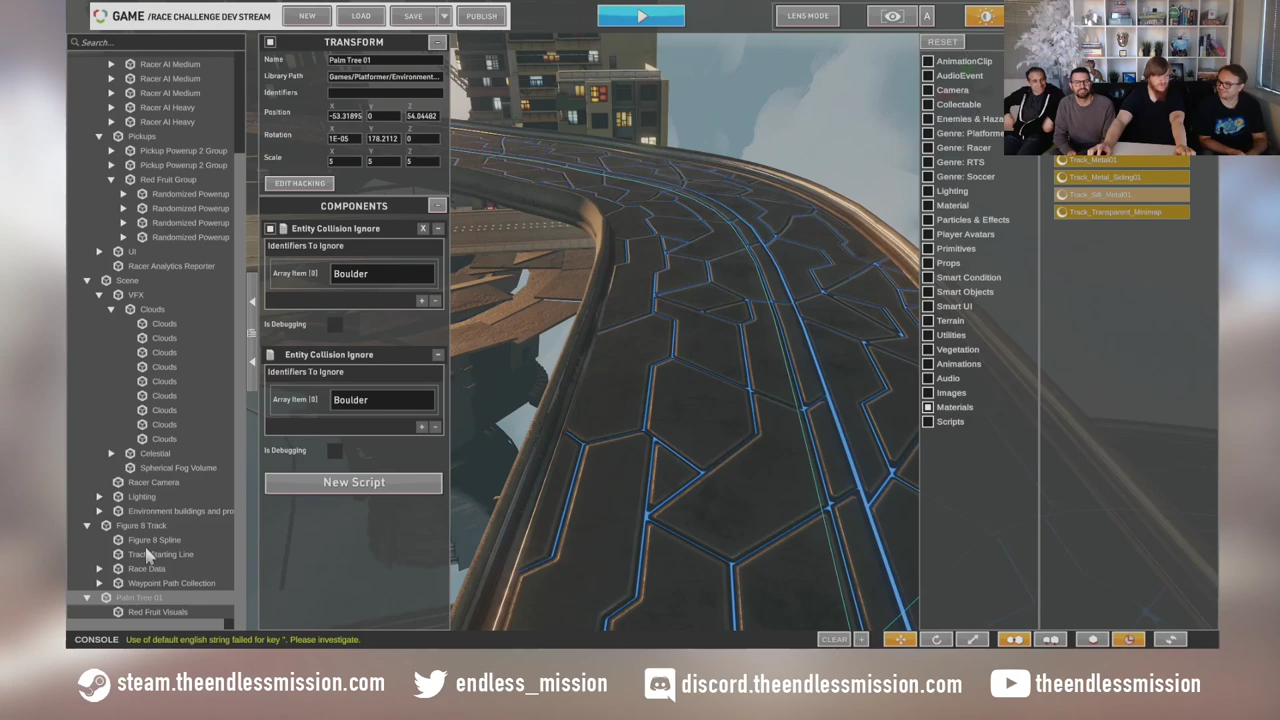 GAME /RACE CHALLENGE DEV STREAM
NEW
LOAD
SAVE
PUBLISH
LENS MODE
A
Search...
Racer AI Medium
Racer AI Medium
Racer AI Medium
Racer AI Heavy
Racer AI Heavy
Pickups
Pickup Powerup 2 Group
Pickup Powerup 2 Group
Red Fruit Group
Randomized Powerup
Randomized Powerup
Randomized Powerup
Randomized Powerup
UI
Racer Analytics Reporter
Scene
VFX
Clouds
Clouds
Clouds
Clouds
Clouds
Clouds
Clouds
Clouds
Clouds
Clouds
Celestial
Spherical Fog Volume
Racer Camera
Lighting
Environment buildings and pro
Figure 8 Track
Figure 8 Spline
Track Starting Line
Race Data
Waypoint Path Collection
Palm Tree 01
Red Fruit Visuals
TRANSFORM
Name Palm Tree 01
Library Path Games/Platformer/Environment...
Identifiers
X Y Z
Position -53.31895 0 54.04482
X Y Z
Rotation 1E-05 178.2112 0
X Y Z
Scale 5 5 5
EDIT HACKING
COMPONENTS
Entity Collision Ignore X
Identifiers To Ignore
Array Item [0] Boulder
Is Debugging
Entity Collision Ignore
Identifiers To Ignore
Array Item [0] Boulder
Is Debugging
New Script
RESET
AnimationClip
AudioEvent
Camera
Collectable
Enemies & Haza
Genre: Platforme
Genre: Racer
Genre: RTS
Genre: Soccer
Lighting
Material
Particles & Effects
Player Avatars
Primitives
Props
Smart Condition
Smart Objects
Smart UI
Terrain
Utilities
Vegetation
Animations
Audio
Images
Materials
Scripts
Track_Metal01
Track_Metal_Siding01
Track_Transparent_Minimap
CONSOLE Use of default english string failed for key ''. Please investigate.
CLEAR
steam.theendlessmission.com
endless_mission
discord.theendlessmission.com
theendlessmission